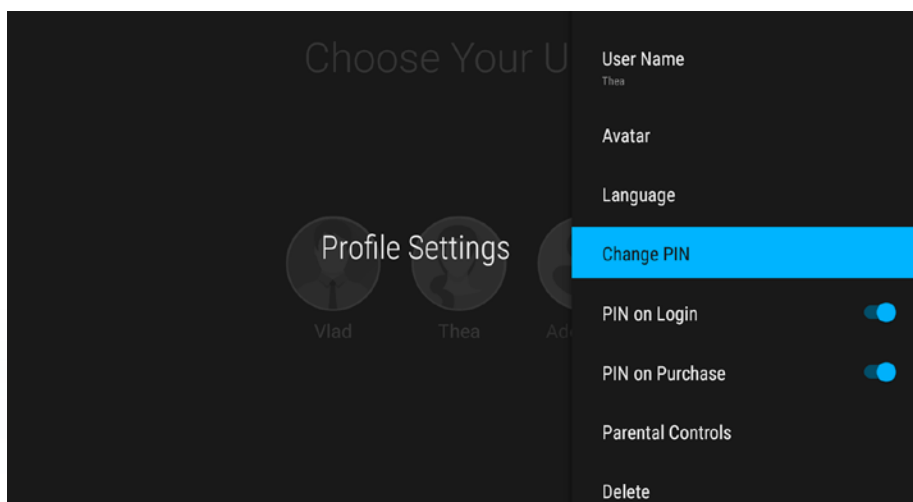 Choose Your U
Profile Settings
Vlad
Thea
Ad
User Name
Thea
Avatar
Language
Change PIN
PIN on Login
PIN on Purchase
Parental Controls
Delete